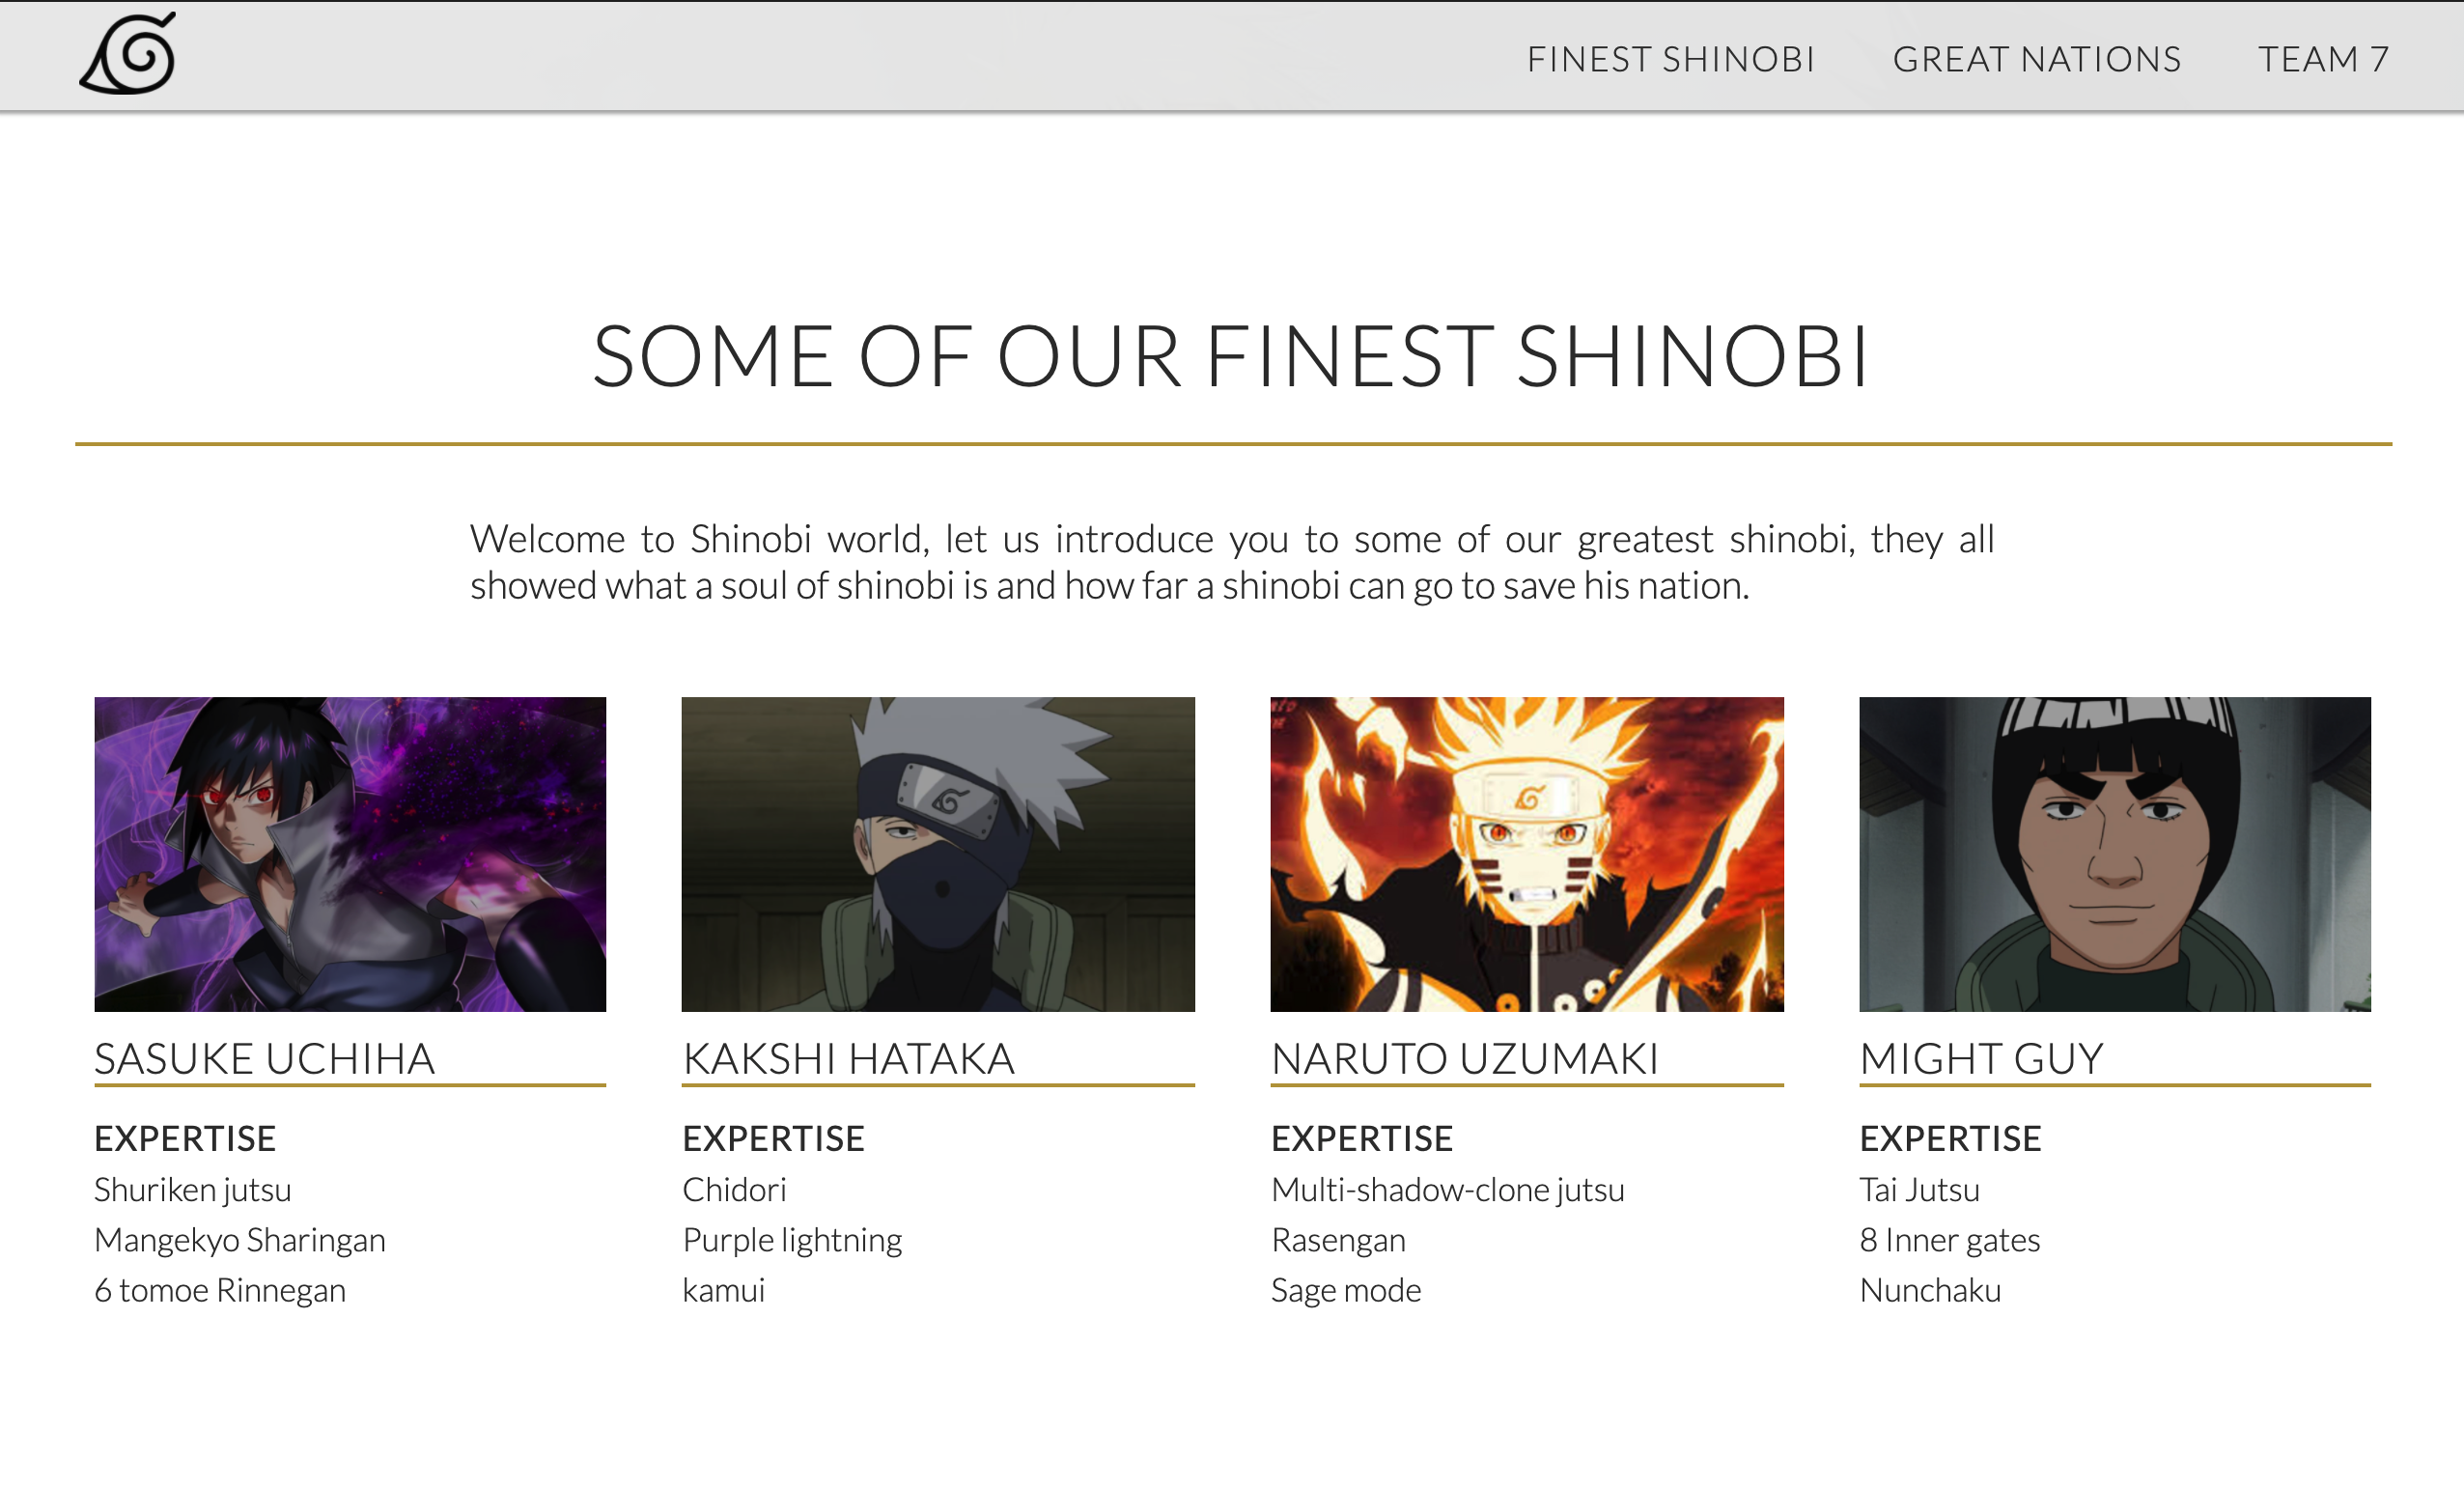 FINEST SHINOBI GREAT NATIONS TEAM 7
SOME OF OUR FINEST SHINOBI
Welcome to Shinobi world, let us introduce you to some of our greatest shinobi, they all
showed what a soul of shinobi is and how far a shinobi can go to save his nation.
SASUKE UCHIHA
EXPERTISE
Shuriken jutsu
Mangekyo Sharingan
6 tomoe Rinnegan
KAKSHI HATAKA
EXPERTISE
Chidori
Purple lightning
kamui
NARUTO UZUMAKI
EXPERTISE
Multi-shadow-clone jutsu
Rasengan
Sage mode
MIGHT GUY
EXPERTISE
Tai Jutsu
8 Inner gates
Nunchaku